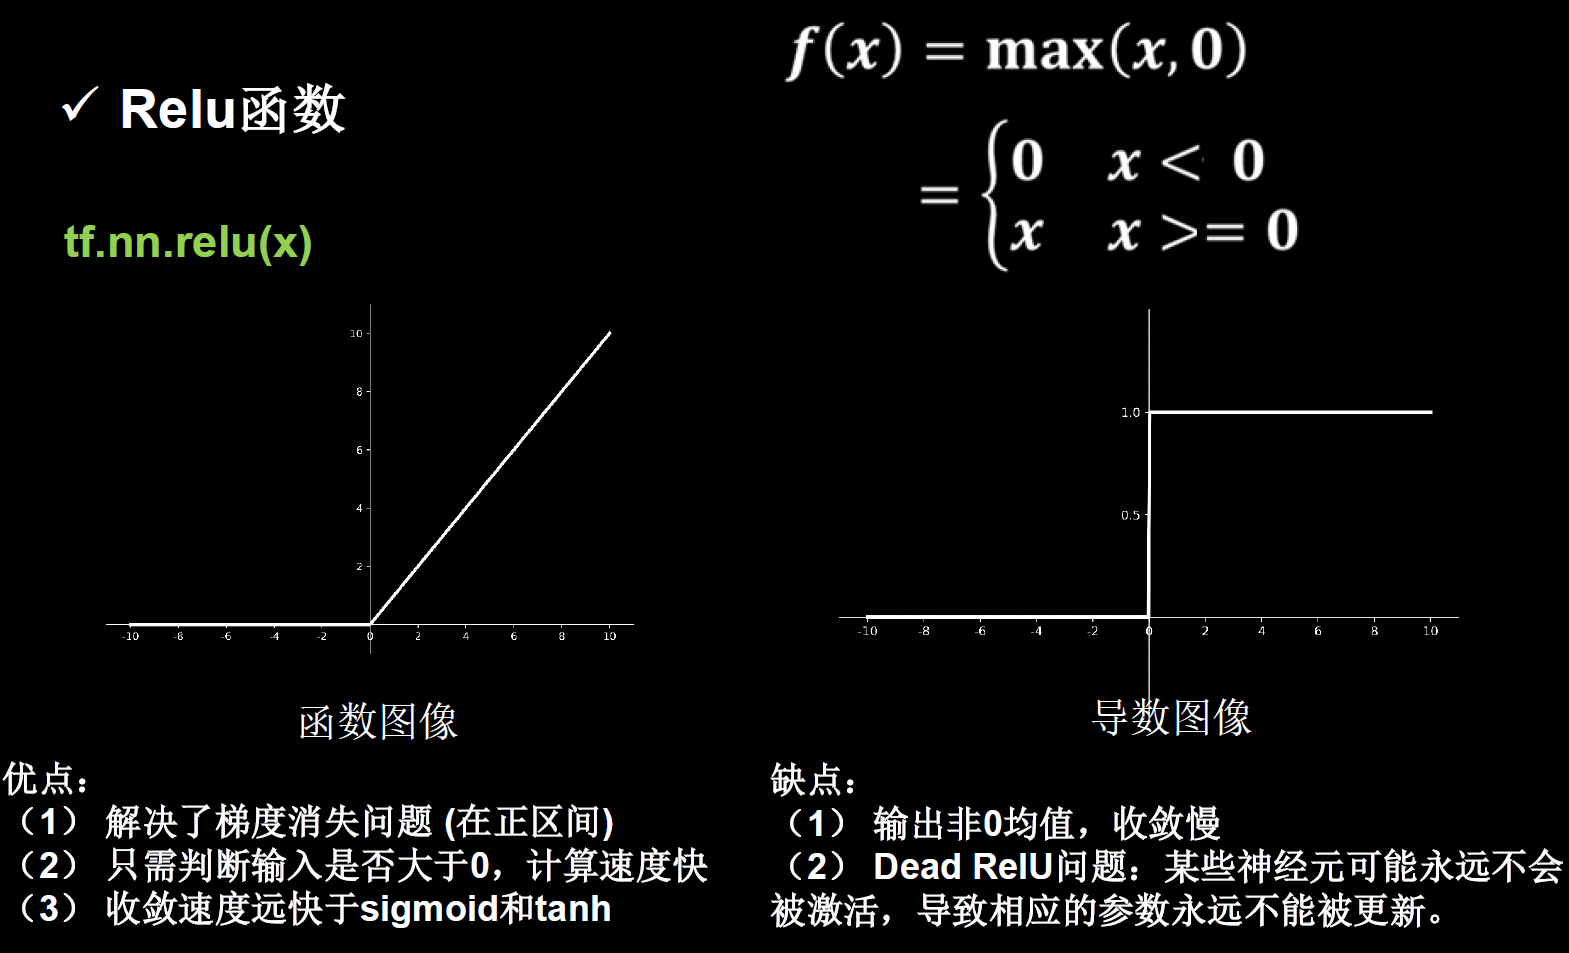 ✓ Relu函数
f(x) = max(x, 0)
= { 0 x < 0
x x >= 0
tf.nn.relu(x)
10
8
6
4
2
-10 -8 -6 -4 -2 0 2 4 6 8 10
函数图像
1.0
0.5
-10 -8 -6 -4 -2 0 2 4 6 8 10
导数图像
优点：
（1） 解决了梯度消失问题 (在正区间)
（2） 只需判断输入是否大于0，计算速度快
（3） 收敛速度远快于sigmoid和tanh
缺点：
（1） 输出非0均值，收敛慢
（2） Dead RelU问题：某些神经元可能永远不会
被激活，导致相应的参数永远不能被更新。